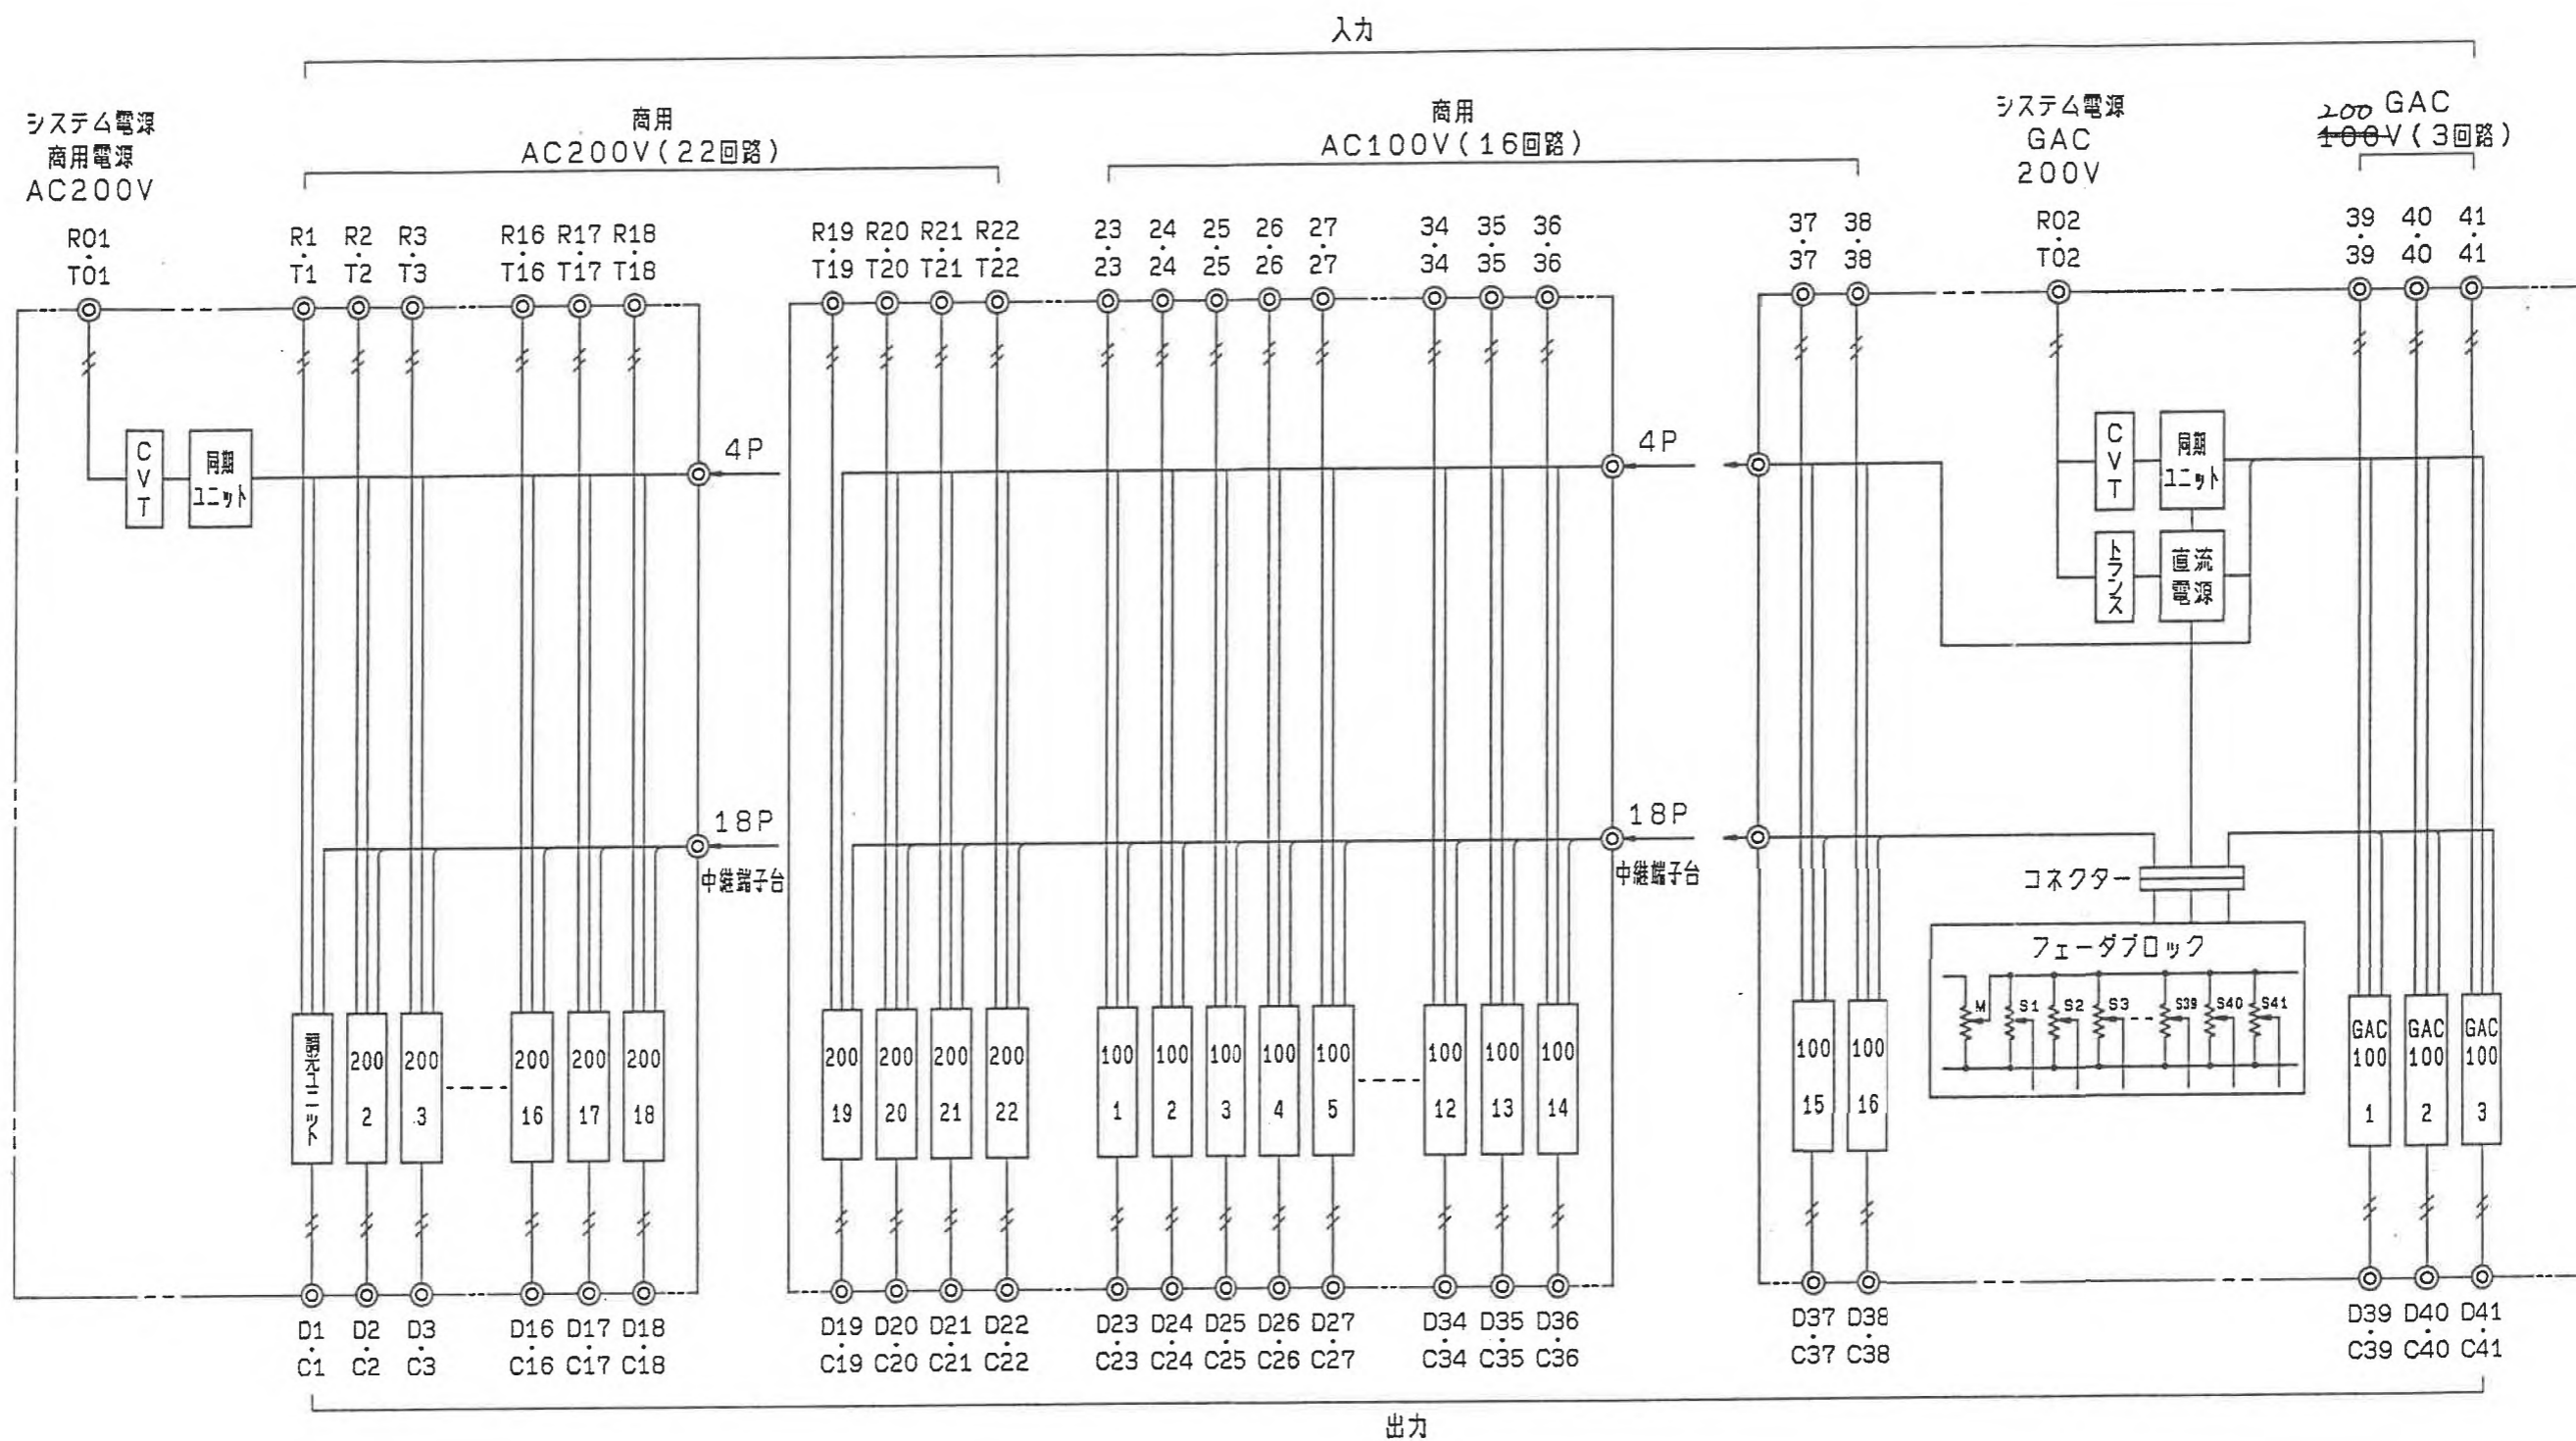 入力
システム電源
商用電源
AC200V
商用
AC200V(22回路)
商用
AC100V(16回路)
システム電源
GAC
200V
200 GAC
100V(3回路)
R01 R1 R2 R3 R16 R17 R18 R19 R20 R21 R22 23 24 25 26 27 34 35 36 37 38 R02 39 40 41
・ ・ ・ ・ ・ ・ ・ ・ ・ ・ ・ ・ ・ ・ ・ ・ ・ ・ ・ ・ ・ ・ ・ ・ ・
T01 T1 T2 T3 T16 T17 T18 T19 T20 T21 T22 23 24 25 26 27 34 35 36 37 38 T02 39 40 41
CVT
同期
ユニット
4P
4P
CVT
同期
ユニット
トランス
直流
電源
18P
中継端子台
18P
中継端子台
コネクター
フェーダブロック
M S1 S2 S3 S39 S40 S41
調光ユニット
200 200 200 200 200 200 200 200 200 100 100 100 100 100 100 100 100 100 100
2 3 16 17 18 19 20 21 22 1 2 3 4 5 12 13 14 15 16
GAC GAC GAC
100 100 100
1 2 3
D1 D2 D3 D16 D17 D18 D19 D20 D21 D22 D23 D24 D25 D26 D27 D34 D35 D36 D37 D38 D39 D40 D41
・ ・ ・ ・ ・ ・ ・ ・ ・ ・ ・ ・ ・ ・ ・ ・ ・ ・ ・ ・ ・ ・ ・
C1 C2 C3 C16 C17 C18 C19 C20 C21 C22 C23 C24 C25 C26 C27 C34 C35 C36 C37 C38 C39 C40 C41
出力